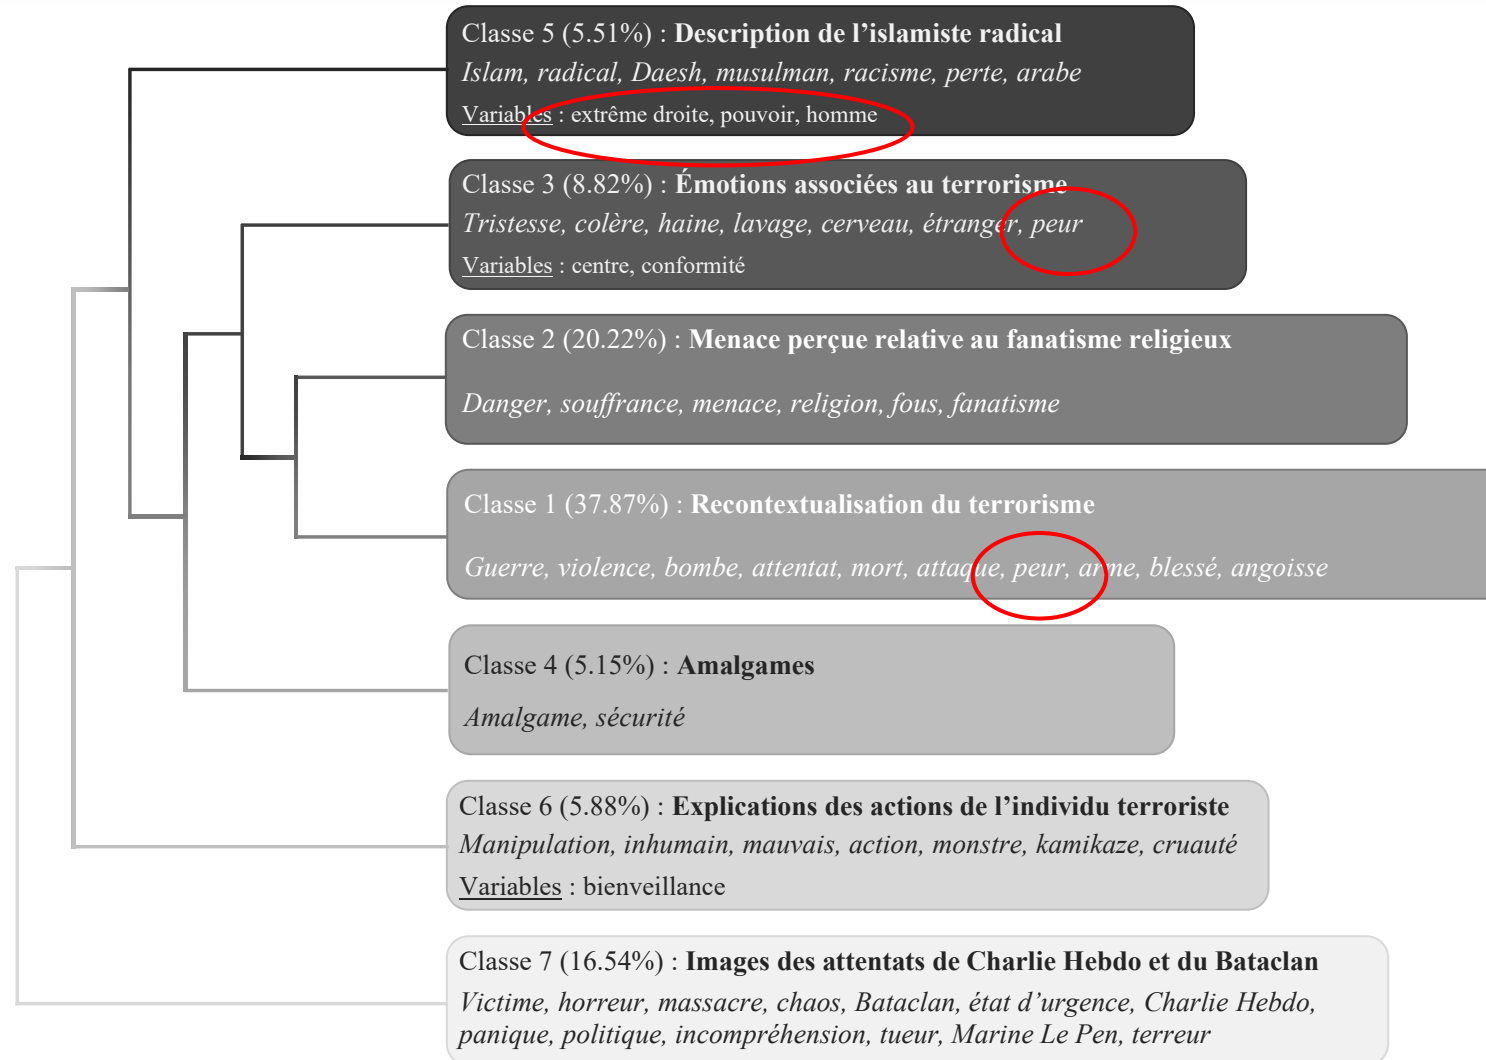 Classe 5 (5.51%) : Description de l’islamiste radical
Islam, radical, Daesh, musulman, racisme, perte, arabe
Variables : extrême droite, pouvoir, homme
Classe 3 (8.82%) : Émotions associées au terrorisme
Tristesse, colère, haine, lavage, cerveau, étranger, peur
Variables : centre, conformité
Classe 2 (20.22%) : Menace perçue relative au fanatisme religieux
Danger, souffrance, menace, religion, fous, fanatisme
Classe 1 (37.87%) : Recontextualisation du terrorisme
Guerre, violence, bombe, attentat, mort, attaque, peur, arme, blessé, angoisse
Classe 4 (5.15%) : Amalgames
Amalgame, sécurité
Classe 6 (5.88%) : Explications des actions de l’individu terroriste
Manipulation, inhumain, mauvais, action, monstre, kamikaze, cruauté
Variables : bienveillance
Classe 7 (16.54%) : Images des attentats de Charlie Hebdo et du Bataclan
Victime, horreur, massacre, chaos, Bataclan, état d’urgence, Charlie Hebdo,
panique, politique, incompréhension, tueur, Marine Le Pen, terreur